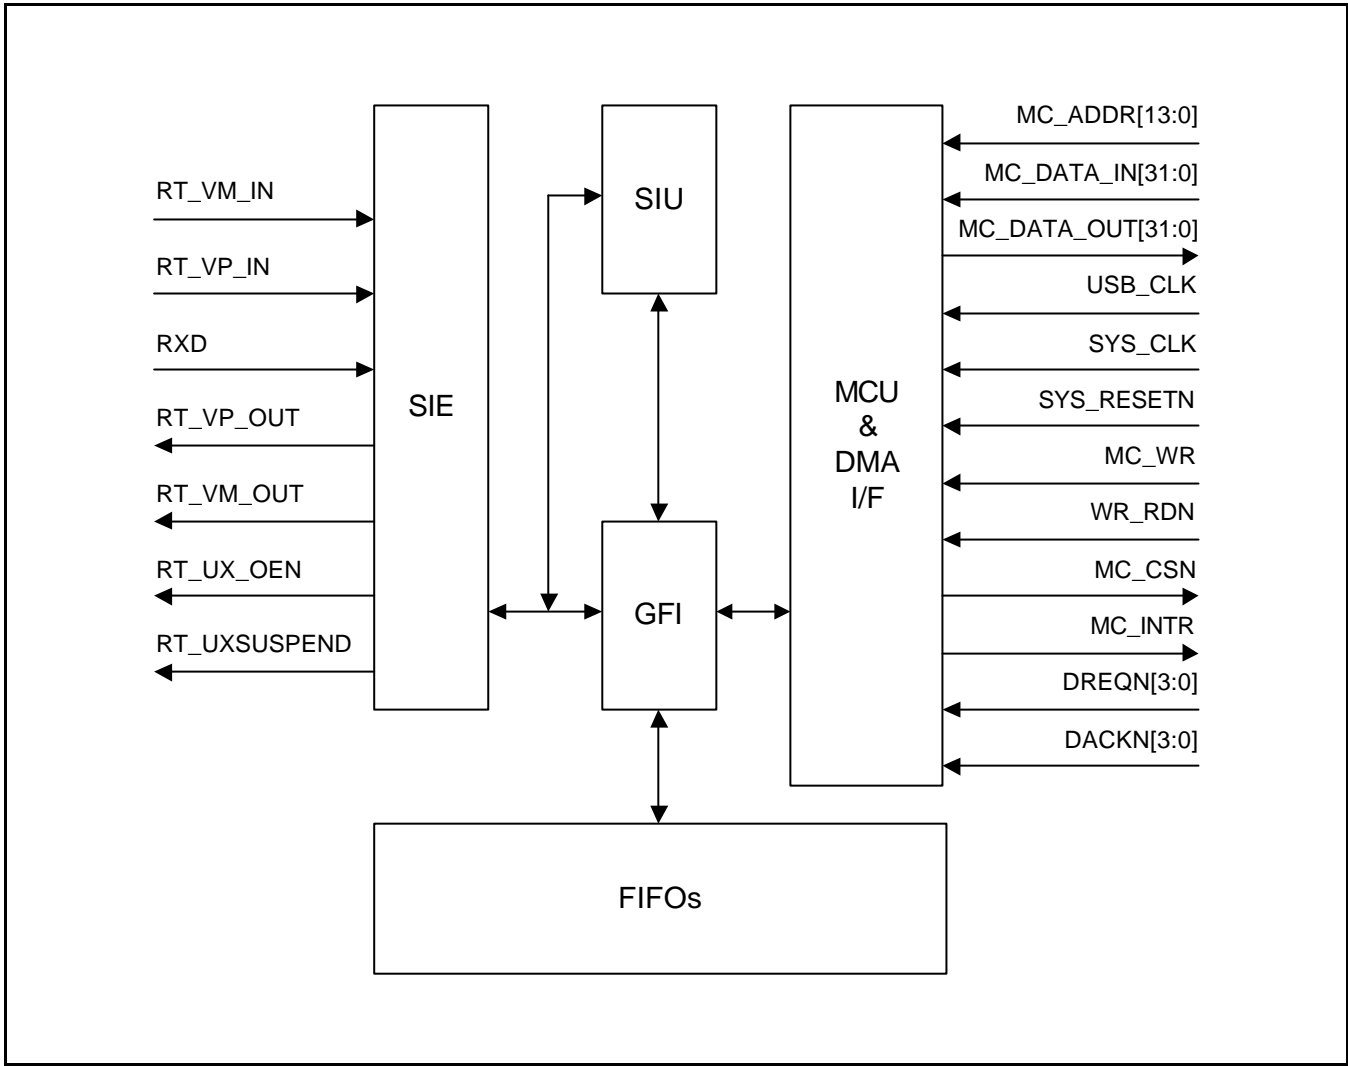 RT_VM_IN
RT_VP_IN
RXD
RT_VP_OUT
RT_VM_OUT
RT_UX_OEN
RT_UXSUSPEND
SIE
SIU
GFI
FIFOs
MCU
&
DMA
I/F
MC_ADDR[13:0]
MC_DATA_IN[31:0]
MC_DATA_OUT[31:0]
USB_CLK
SYS_CLK
SYS_RESETN
MC_WR
WR_RDN
MC_CSN
MC_INTR
DREQN[3:0]
DACKN[3:0]